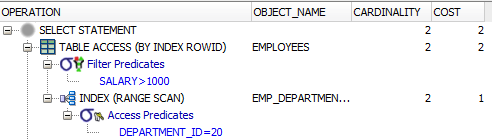 OPERATION OBJECT_NAME CARDINALITY COST
SELECT STATEMENT 2 2
TABLE ACCESS (BY INDEX ROWID) EMPLOYEES 2 2
Filter Predicates
SALARY>1000
INDEX (RANGE SCAN) EMP_DEPARTMEN... 2 1
Access Predicates
DEPARTMENT_ID=20